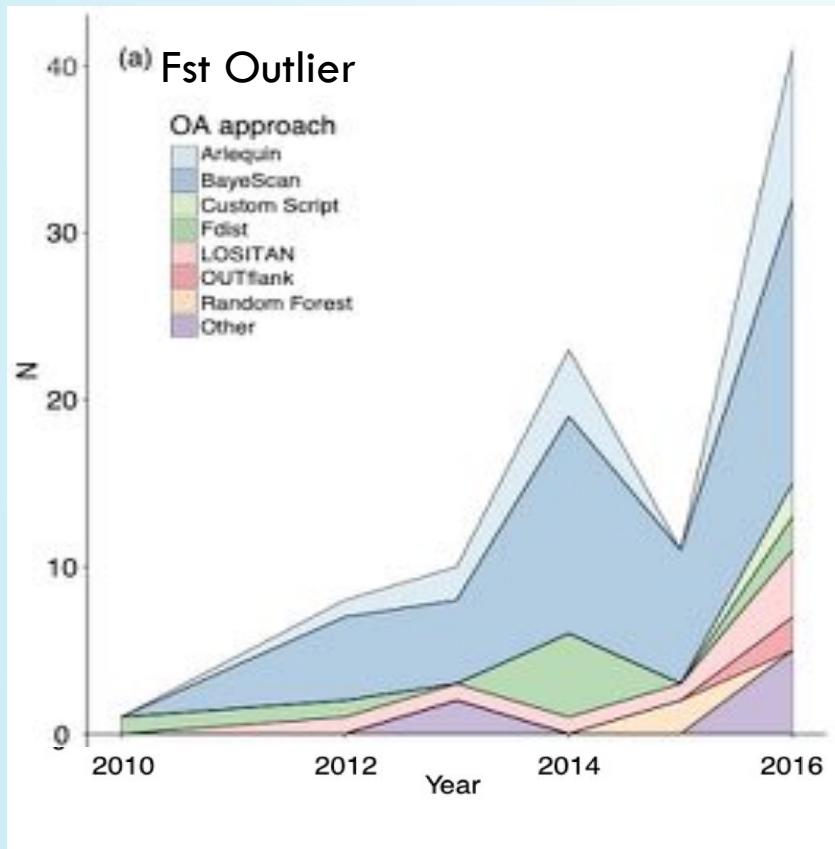 (a) Fst Outlier
OA approach
Arlequin
BayeScan
Custom Script
Fdist
LOSITAN
OUTflank
Random Forest
Other
40
30
20
10
0
N
2010 2012 2014 2016
Year